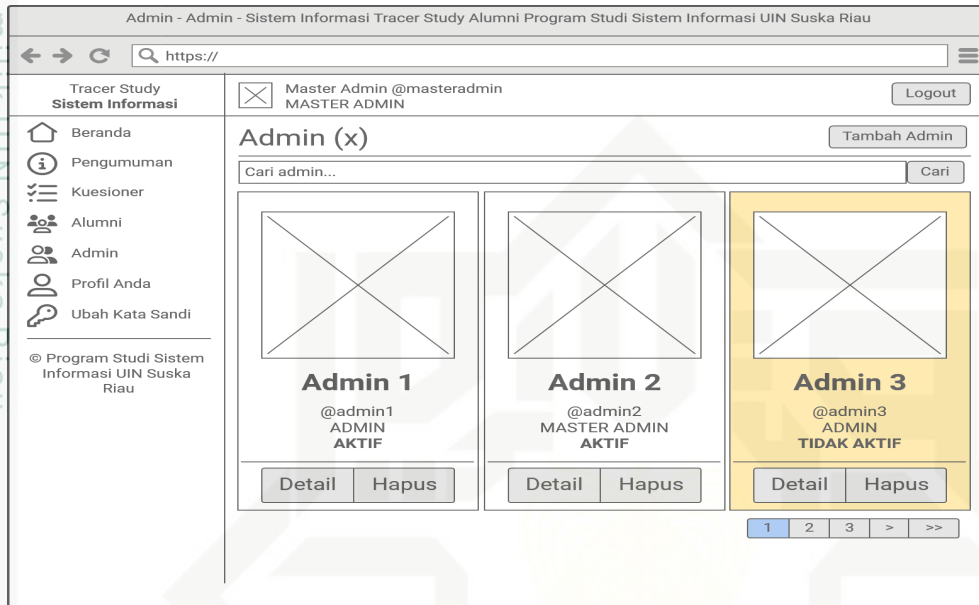 Admin - Admin - Sistem Informasi Tracer Study Alumni Program Studi Sistem Informasi UIN Suska Riau
https://
Tracer Study
Sistem Informasi
Master Admin @masteradmin
MASTER ADMIN
Logout
Beranda
Pengumuman
Kuesioner
Alumni
Admin
Profil Anda
Ubah Kata Sandi
© Program Studi Sistem
Informasi UIN Suska
Riau
Admin (x)
Tambah Admin
Cari admin...
Cari
Admin 1
@admin1
ADMIN
AKTIF
Detail Hapus
Admin 2
@admin2
MASTER ADMIN
AKTIF
Detail Hapus
Admin 3
@admin3
ADMIN
TIDAK AKTIF
Detail Hapus
1 2 3 > >>